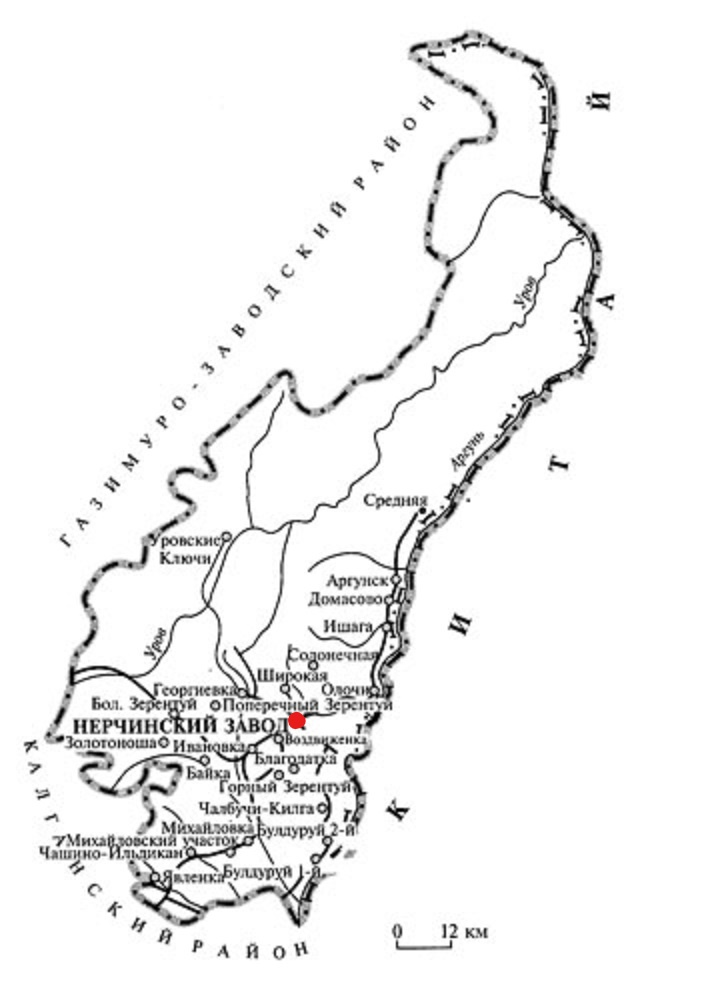 ГАЗИМУРО-ЗАВОДСКИЙ РАЙОН
КИТАЙ
Уров
Аргунь
Средняя
Уровские
Ключи
Аргунск
Домасово
Ишага
Уров
Солонечная
Широкая
Георгиевка
Олочи
Бол. Зерентуй
Поперечный Зерентуй
НЕРЧИНСКИЙ ЗАВОД
Золотоноша
Ивановка
Воздвиженка
Благодатка
Байка
Горный Зерентуй
Чалбучи-Килга
Михайловка
Булдуруй 2-й
Михайловский участок
Чашино-Ильдикан
Явленка
Булдуруй 1-й
КАЛГАНСКИЙ РАЙОН
0 12 км